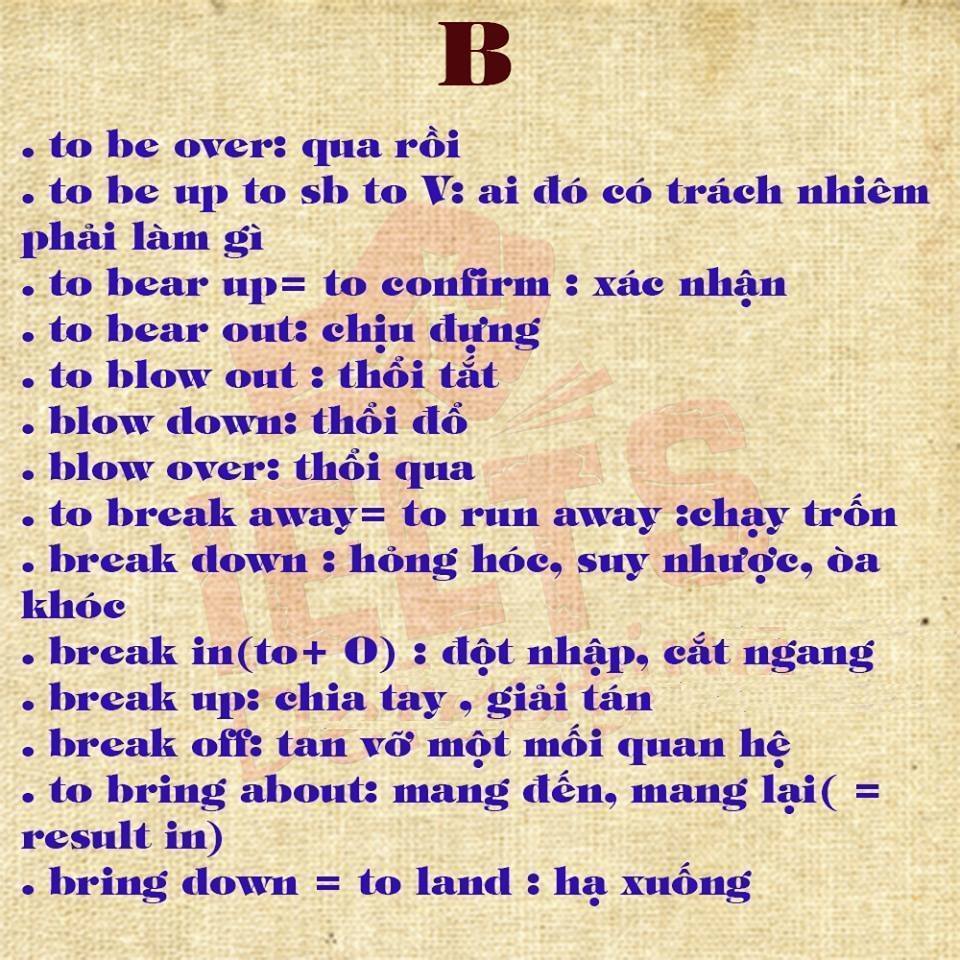 B
. to be over: qua rồi
. to be up to sb to V: ai đó có trách nhiêm
phải làm gì
. to bear up= to confirm : xác nhận
. to bear out: chịu đựng
. to blow out : thổi tắt
. blow down: thổi đổ
. blow over: thổi qua
. to break away= to run away :chạy trốn
. break down : hỏng hóc, suy nhược, òa
khóc
. break in(to+ O) : đột nhập, cắt ngang
. break up: chia tay , giải tán
. break off: tan vỡ một mối quan hệ
. to bring about: mang đến, mang lại( =
result in)
. bring down = to land : hạ xuống
IELTS